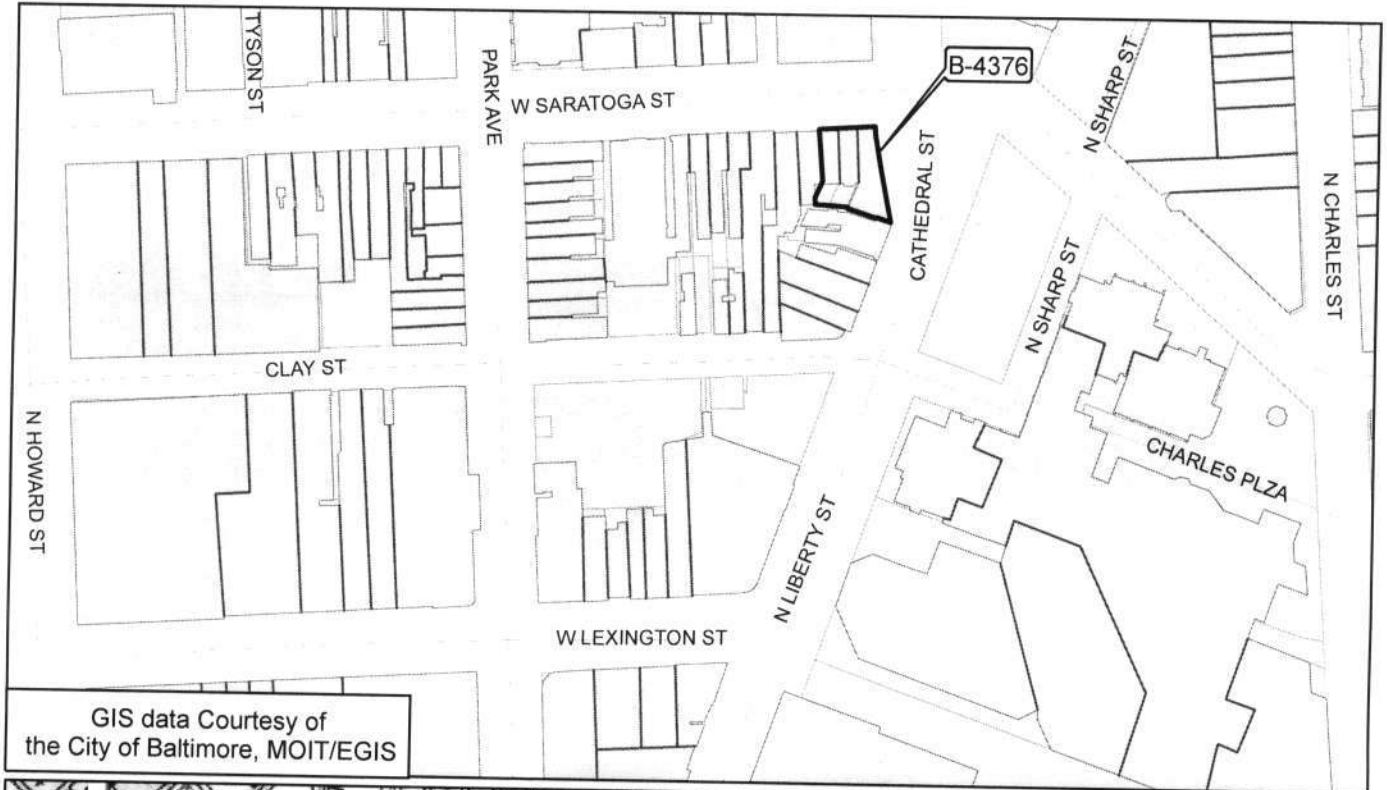 TYSON ST
PARK AVE
W SARATOGA ST
B-4376
N SHARP ST
CATHEDRAL ST
N SHARP ST
N CHARLES ST
CLAY ST
N HOWARD ST
CHARLES PLZA
N LIBERTY ST
W LEXINGTON ST
GIS data Courtesy of
the City of Baltimore, MOIT/EGIS